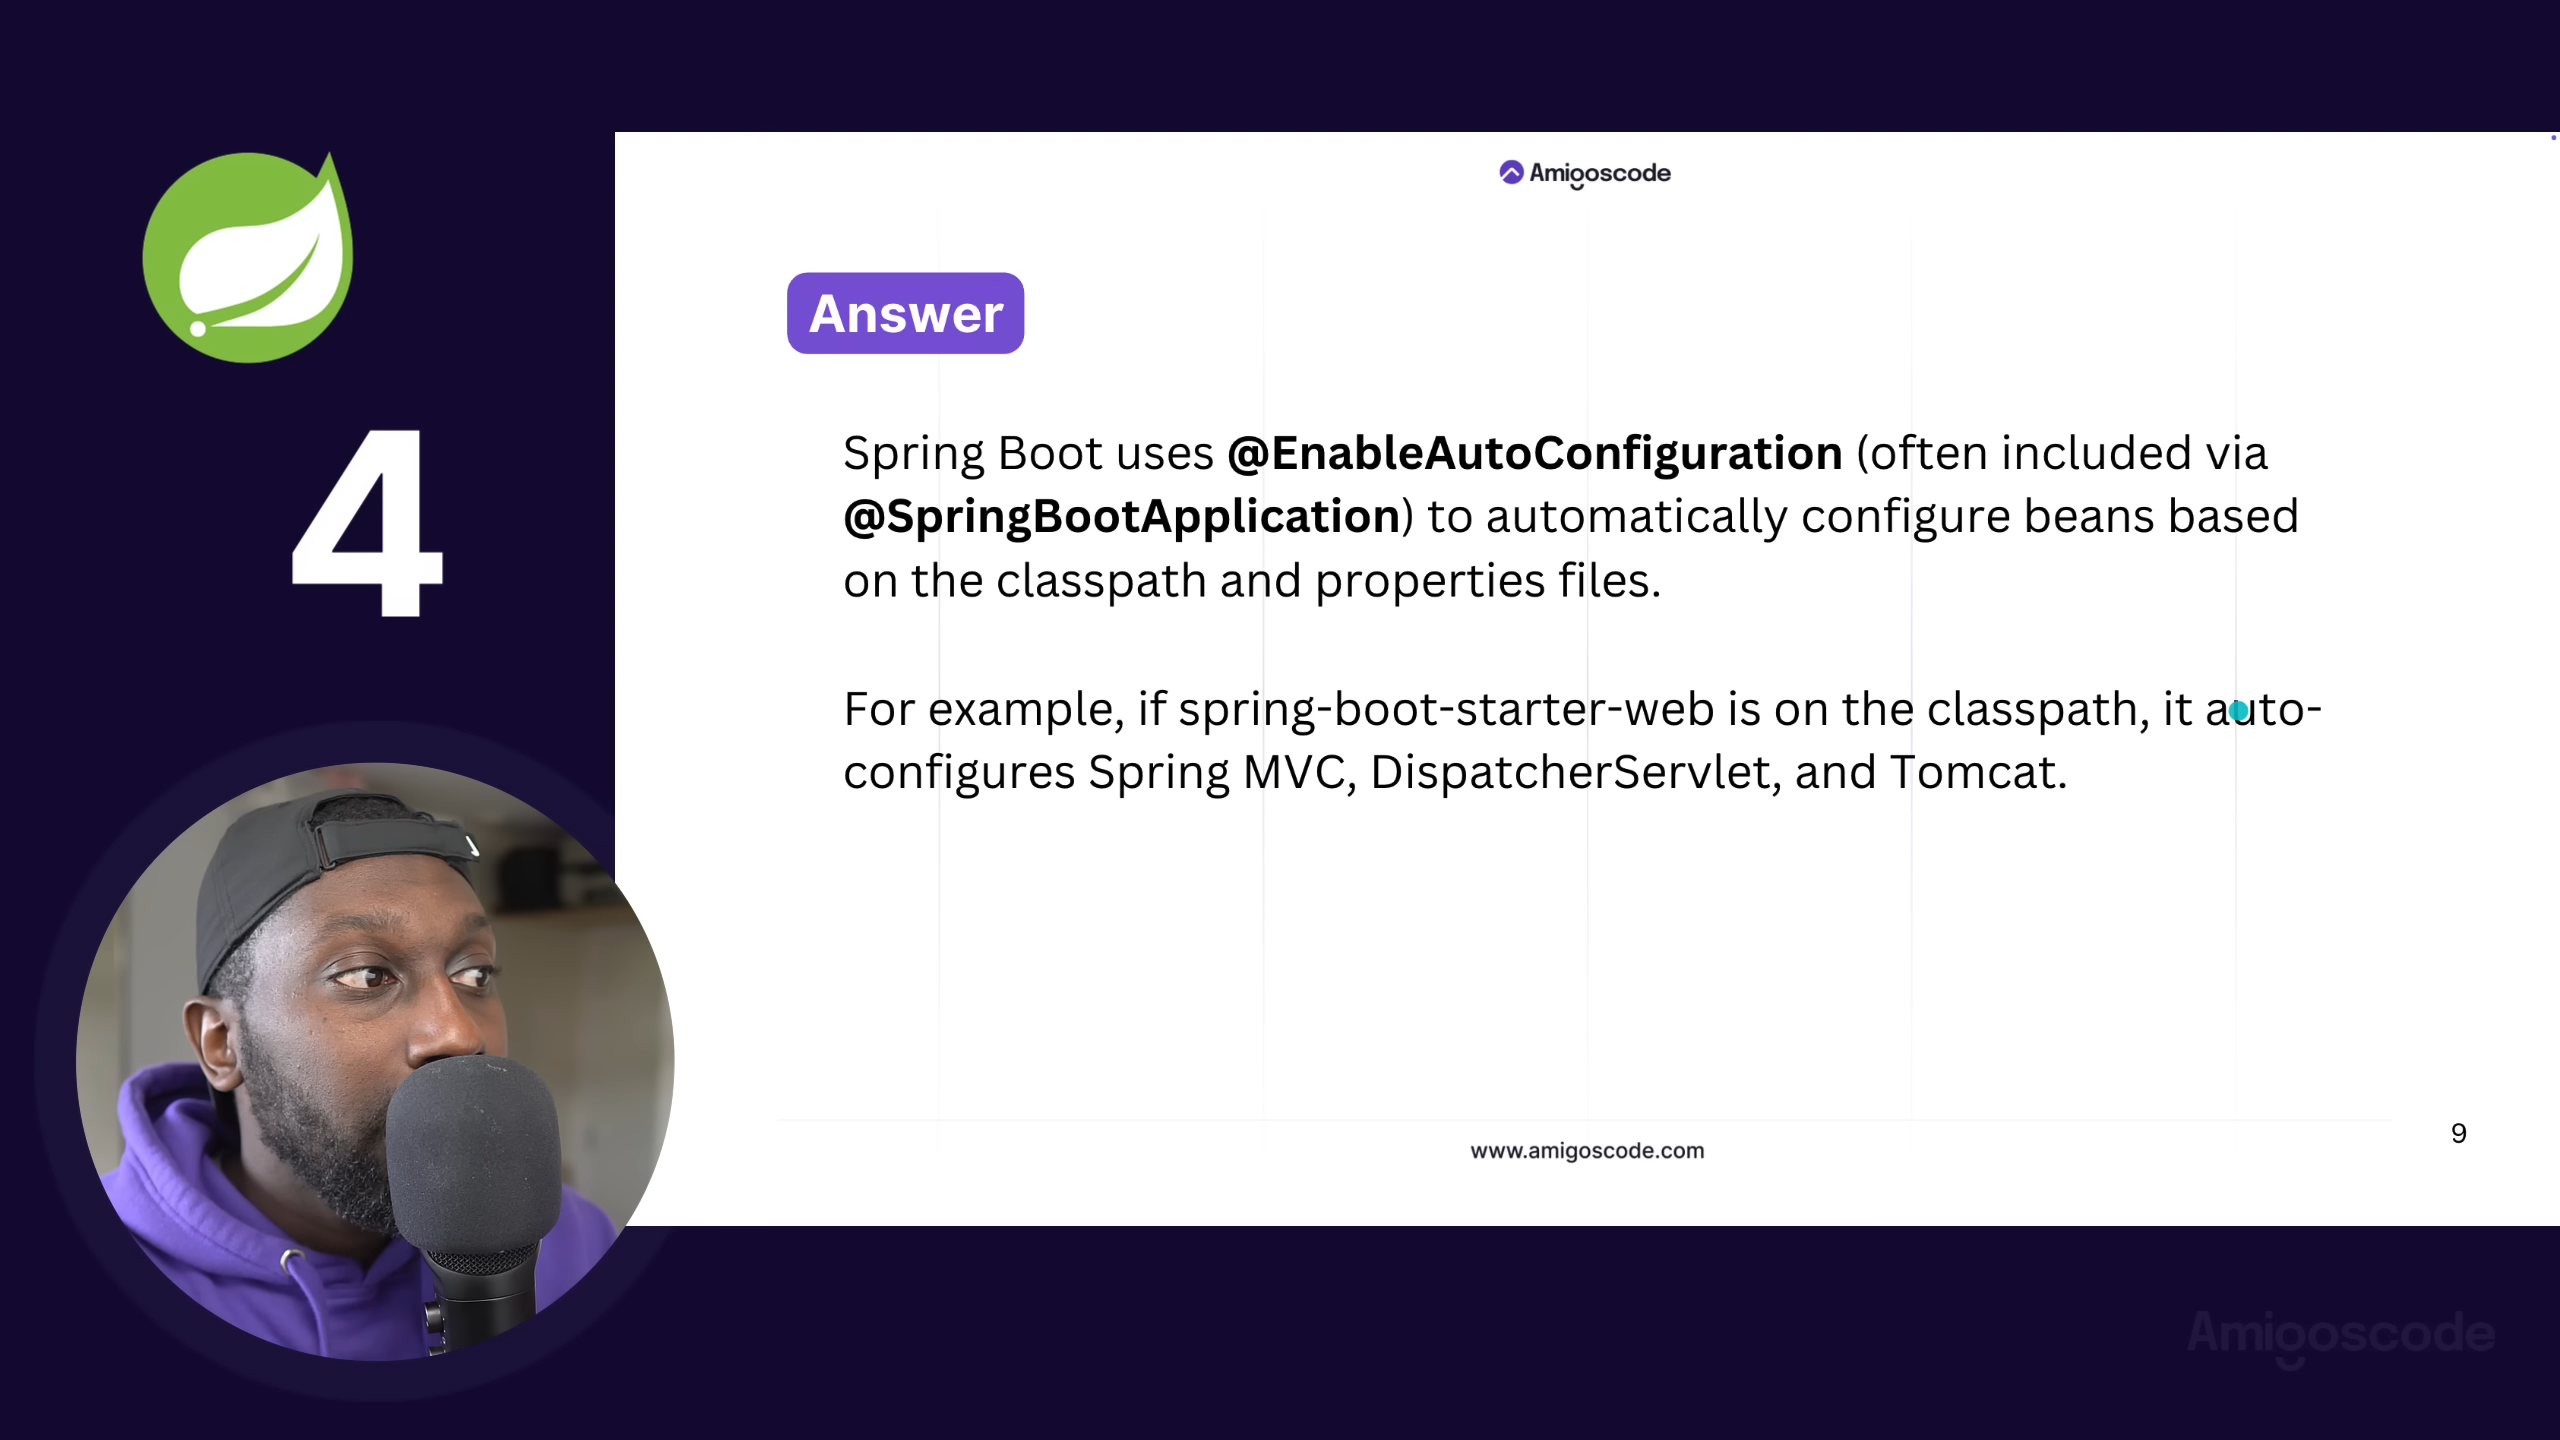 4
Amigoscode
Answer
Spring Boot uses @EnableAutoConfiguration (often included via
@SpringBootApplication) to automatically configure beans based
on the classpath and properties files.
For example, if spring-boot-starter-web is on the classpath, it auto-
configures Spring MVC, DispatcherServlet, and Tomcat.
9
www.amigoscode.com
Amigoscode